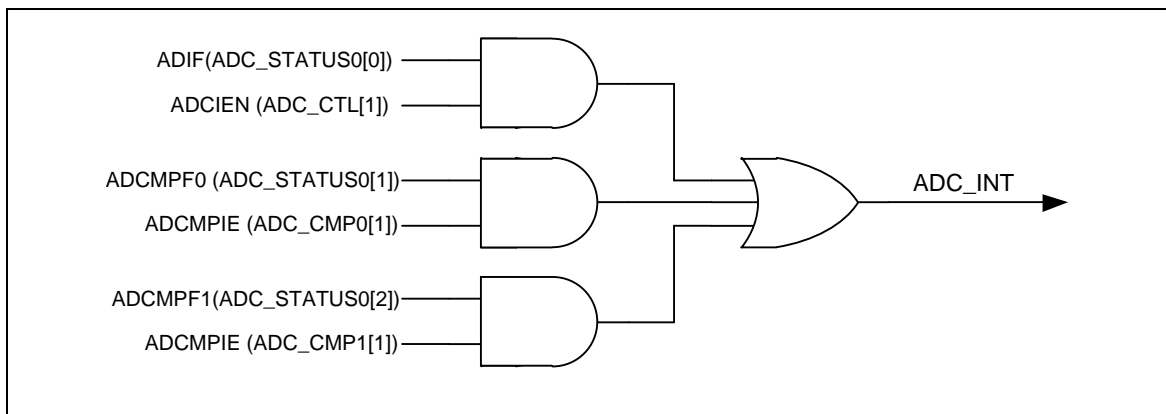 ADIF(ADC_STATUS0[0])
ADCIEN (ADC_CTL[1])
ADCMPF0 (ADC_STATUS0[1])
ADCMPIE (ADC_CMP0[1])
ADCMPF1(ADC_STATUS0[2])
ADCMPIE (ADC_CMP1[1])
ADC_INT